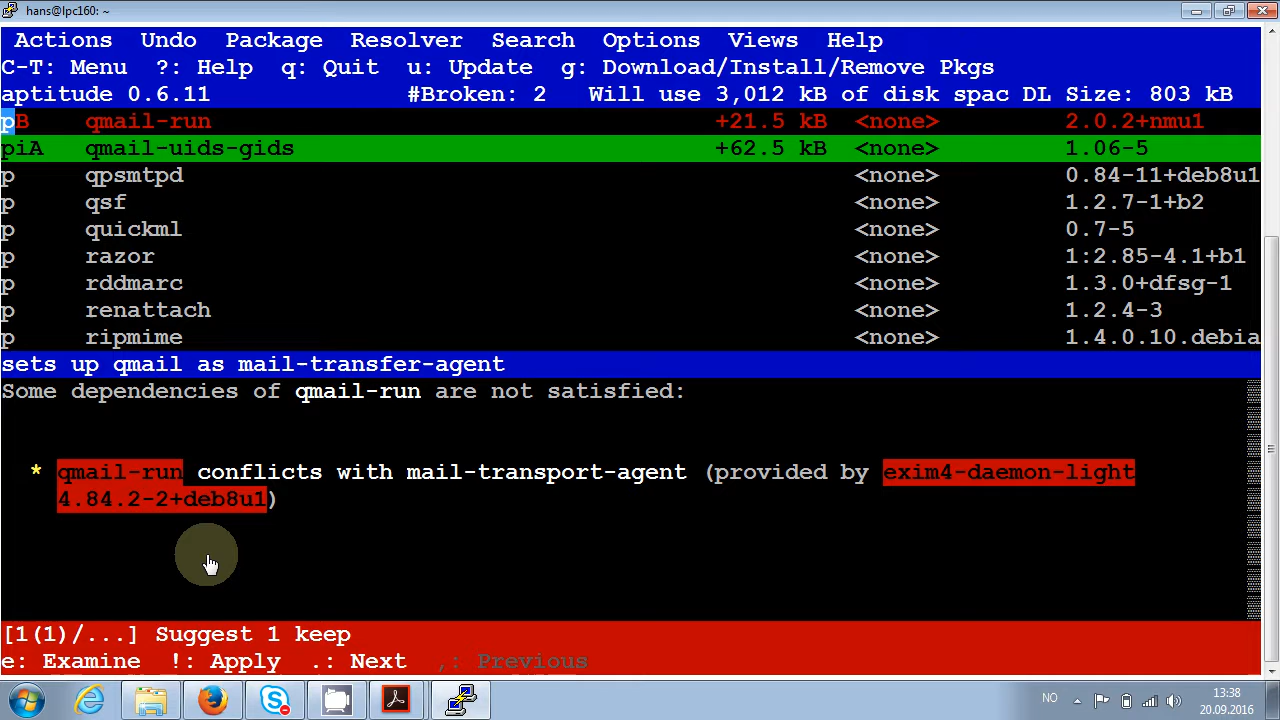 hans@lpc160: ~
Actions Undo Package Resolver Search Options Views Help
C-T: Menu ?: Help q: Quit u: Update g: Download/Install/Remove Pkgs
aptitude 0.6.11 #Broken: 2 Will use 3,012 kB of disk spac DL Size: 803 kB
pB qmail-run +21.5 kB <none> 2.0.2+nmu1
piA qmail-uids-gids +62.5 kB <none> 1.06-5
p qpsmtpd <none> 0.84-11+deb8u1
p qsf <none> 1.2.7-1+b2
p quickml <none> 0.7-5
p razor <none> 1:2.85-4.1+b1
p rddmarc <none> 1.3.0+dfsg-1
p renattach <none> 1.2.4-3
p ripmime <none> 1.4.0.10.debia
sets up qmail as mail-transfer-agent
Some dependencies of qmail-run are not satisfied:
* qmail-run conflicts with mail-transport-agent (provided by exim4-daemon-light
4.84.2-2+deb8u1)
[1(1)/...] Suggest 1 keep
e: Examine !: Apply .: Next ,: Previous
NO 13:38
20.09.2016